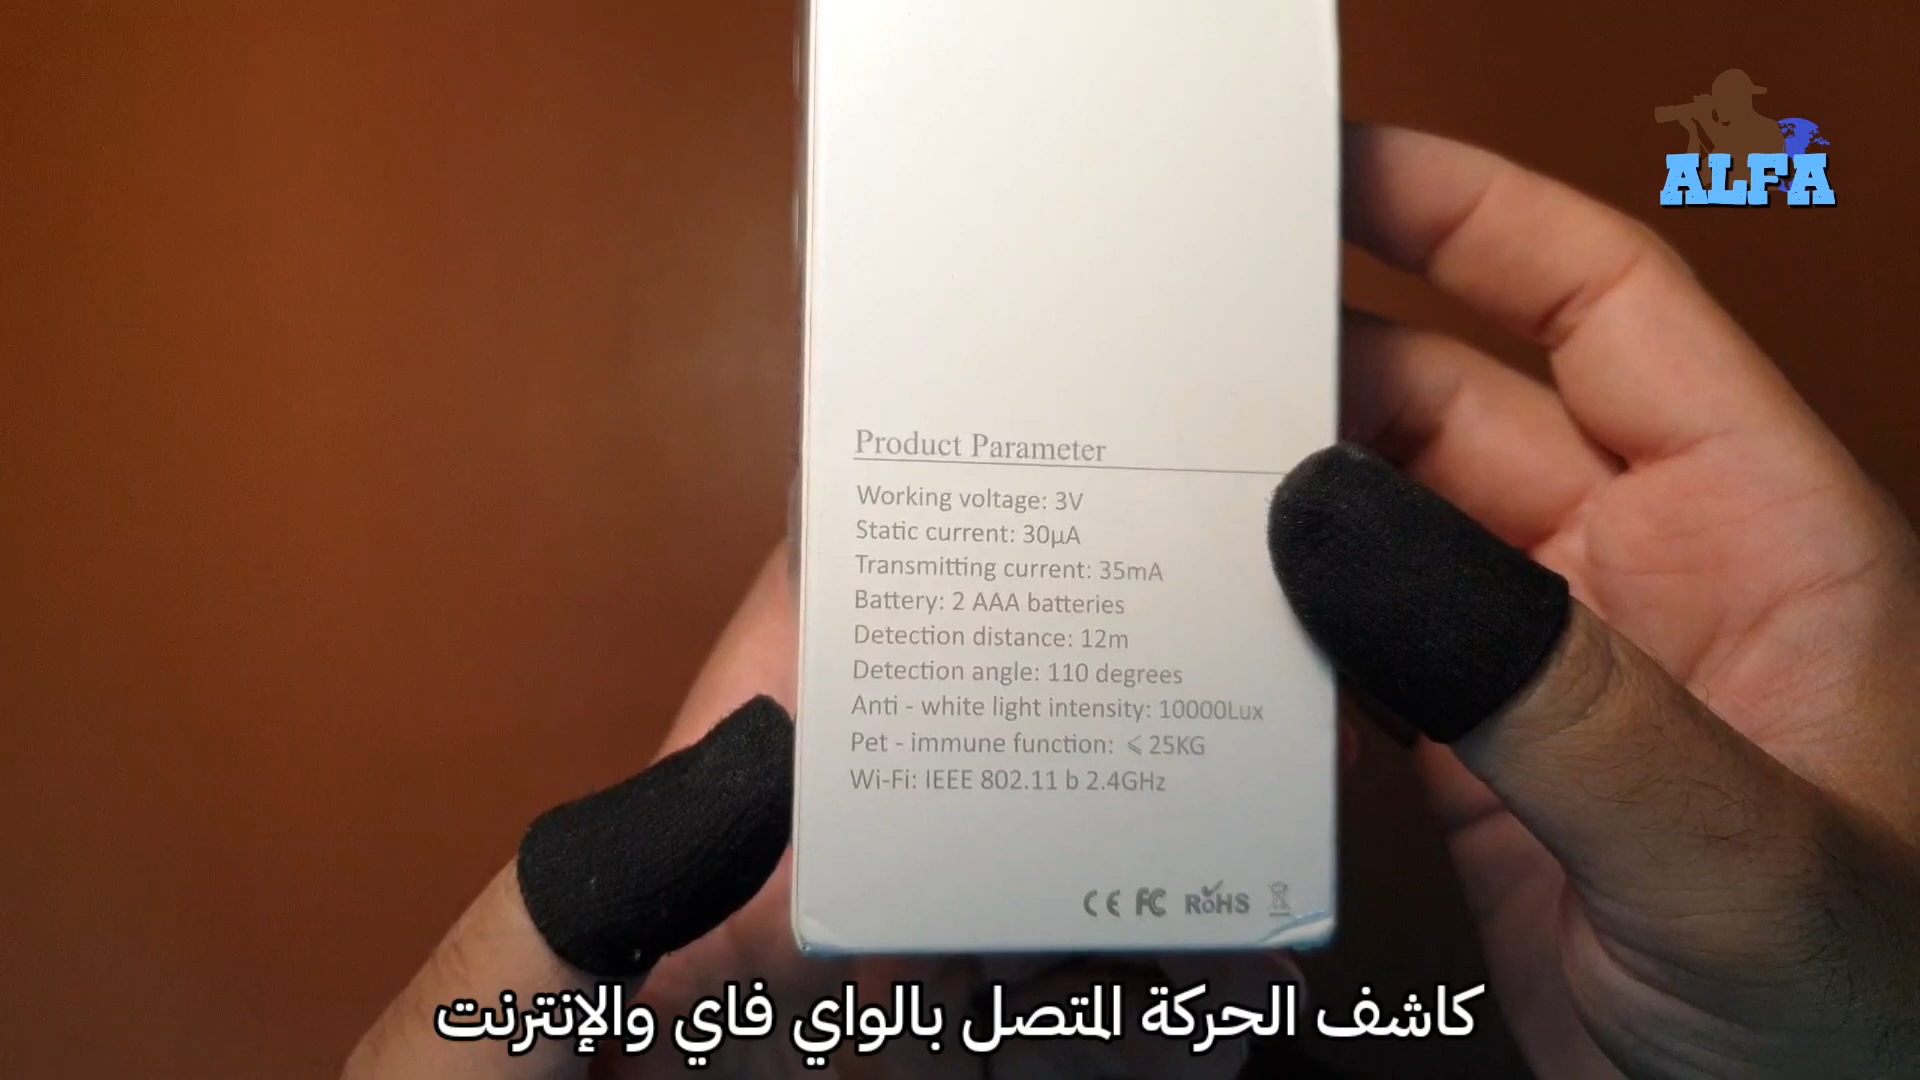 ALFA
Product Parameter
Working voltage: 3V
Static current: 30µA
Transmitting current: 35mA
Battery: 2 AAA batteries
Detection distance: 12m
Detection angle: 110 degrees
Anti - white light intensity: 10000Lux
Pet - immune function: ⩽ 25KG
Wi-Fi: IEEE 802.11 b 2.4GHz
CE FC RoHS
كاشف الحركة المتصل بالواي فاي والإنترنت